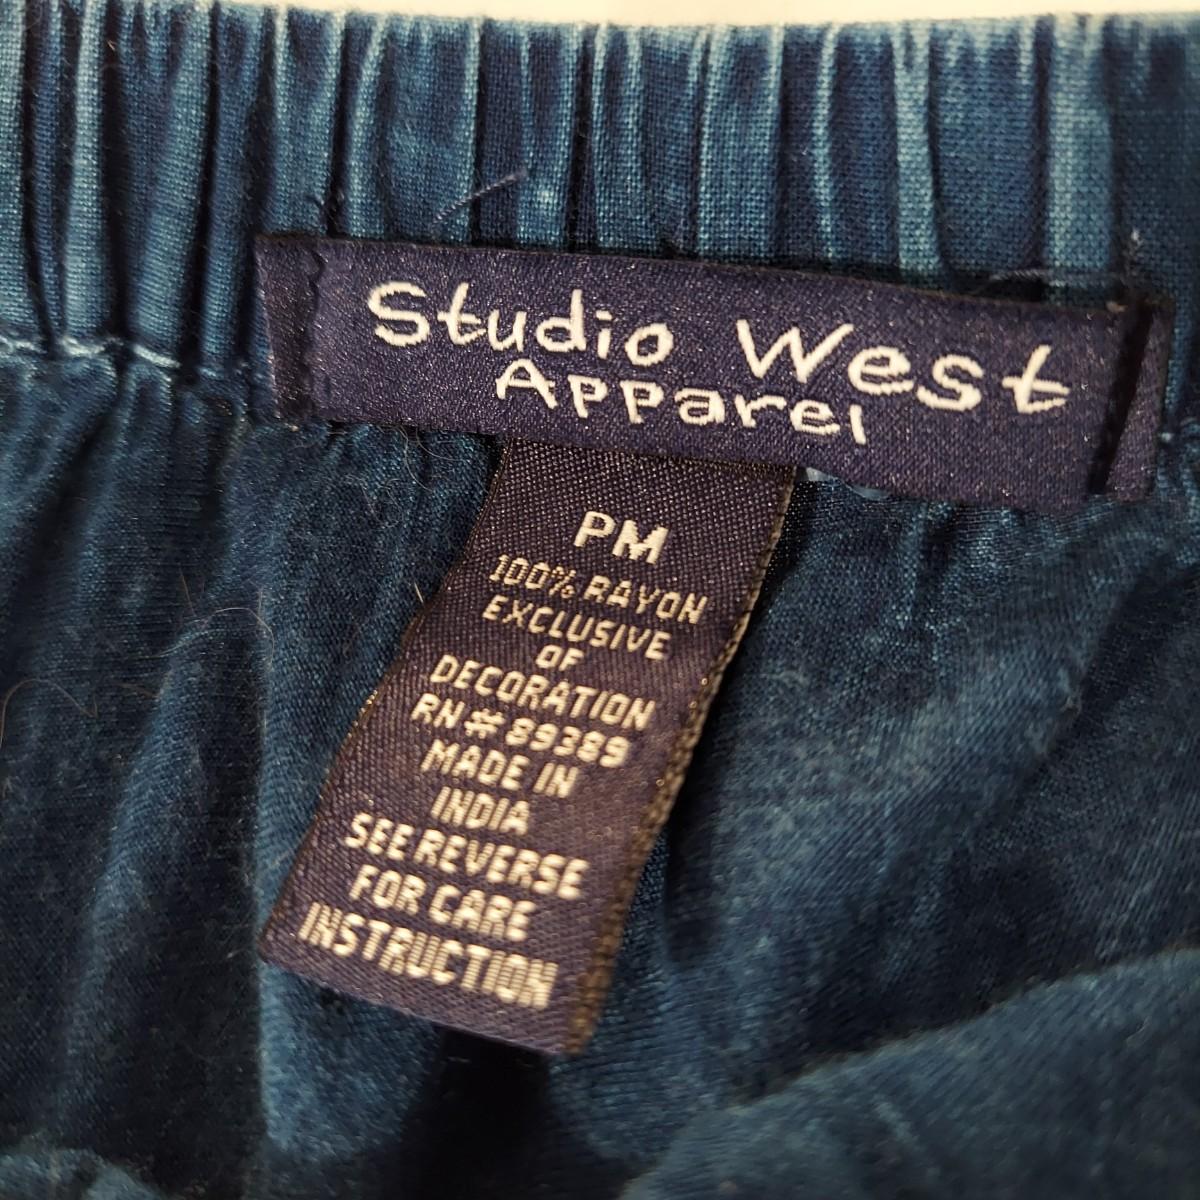 Studio West
Apparel
PM
100% RAYON
EXCLUSIVE
OF
DECORATION
RN # 89389
MADE IN
INDIA
SEE REVERSE
FOR CARE
INSTRUCTION